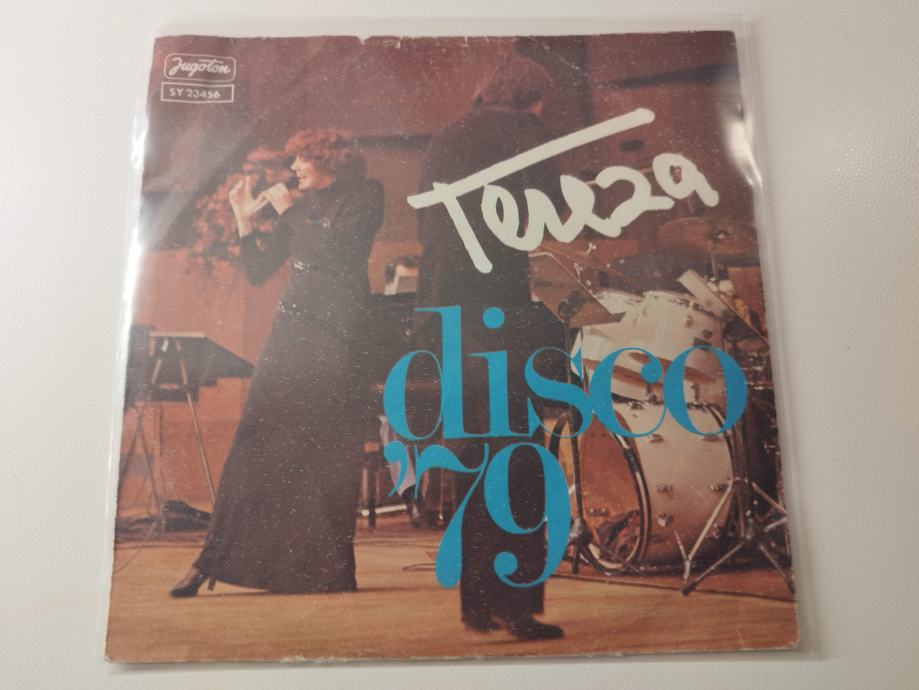 Jugoton
SY 23456
Tereza
disco
'79